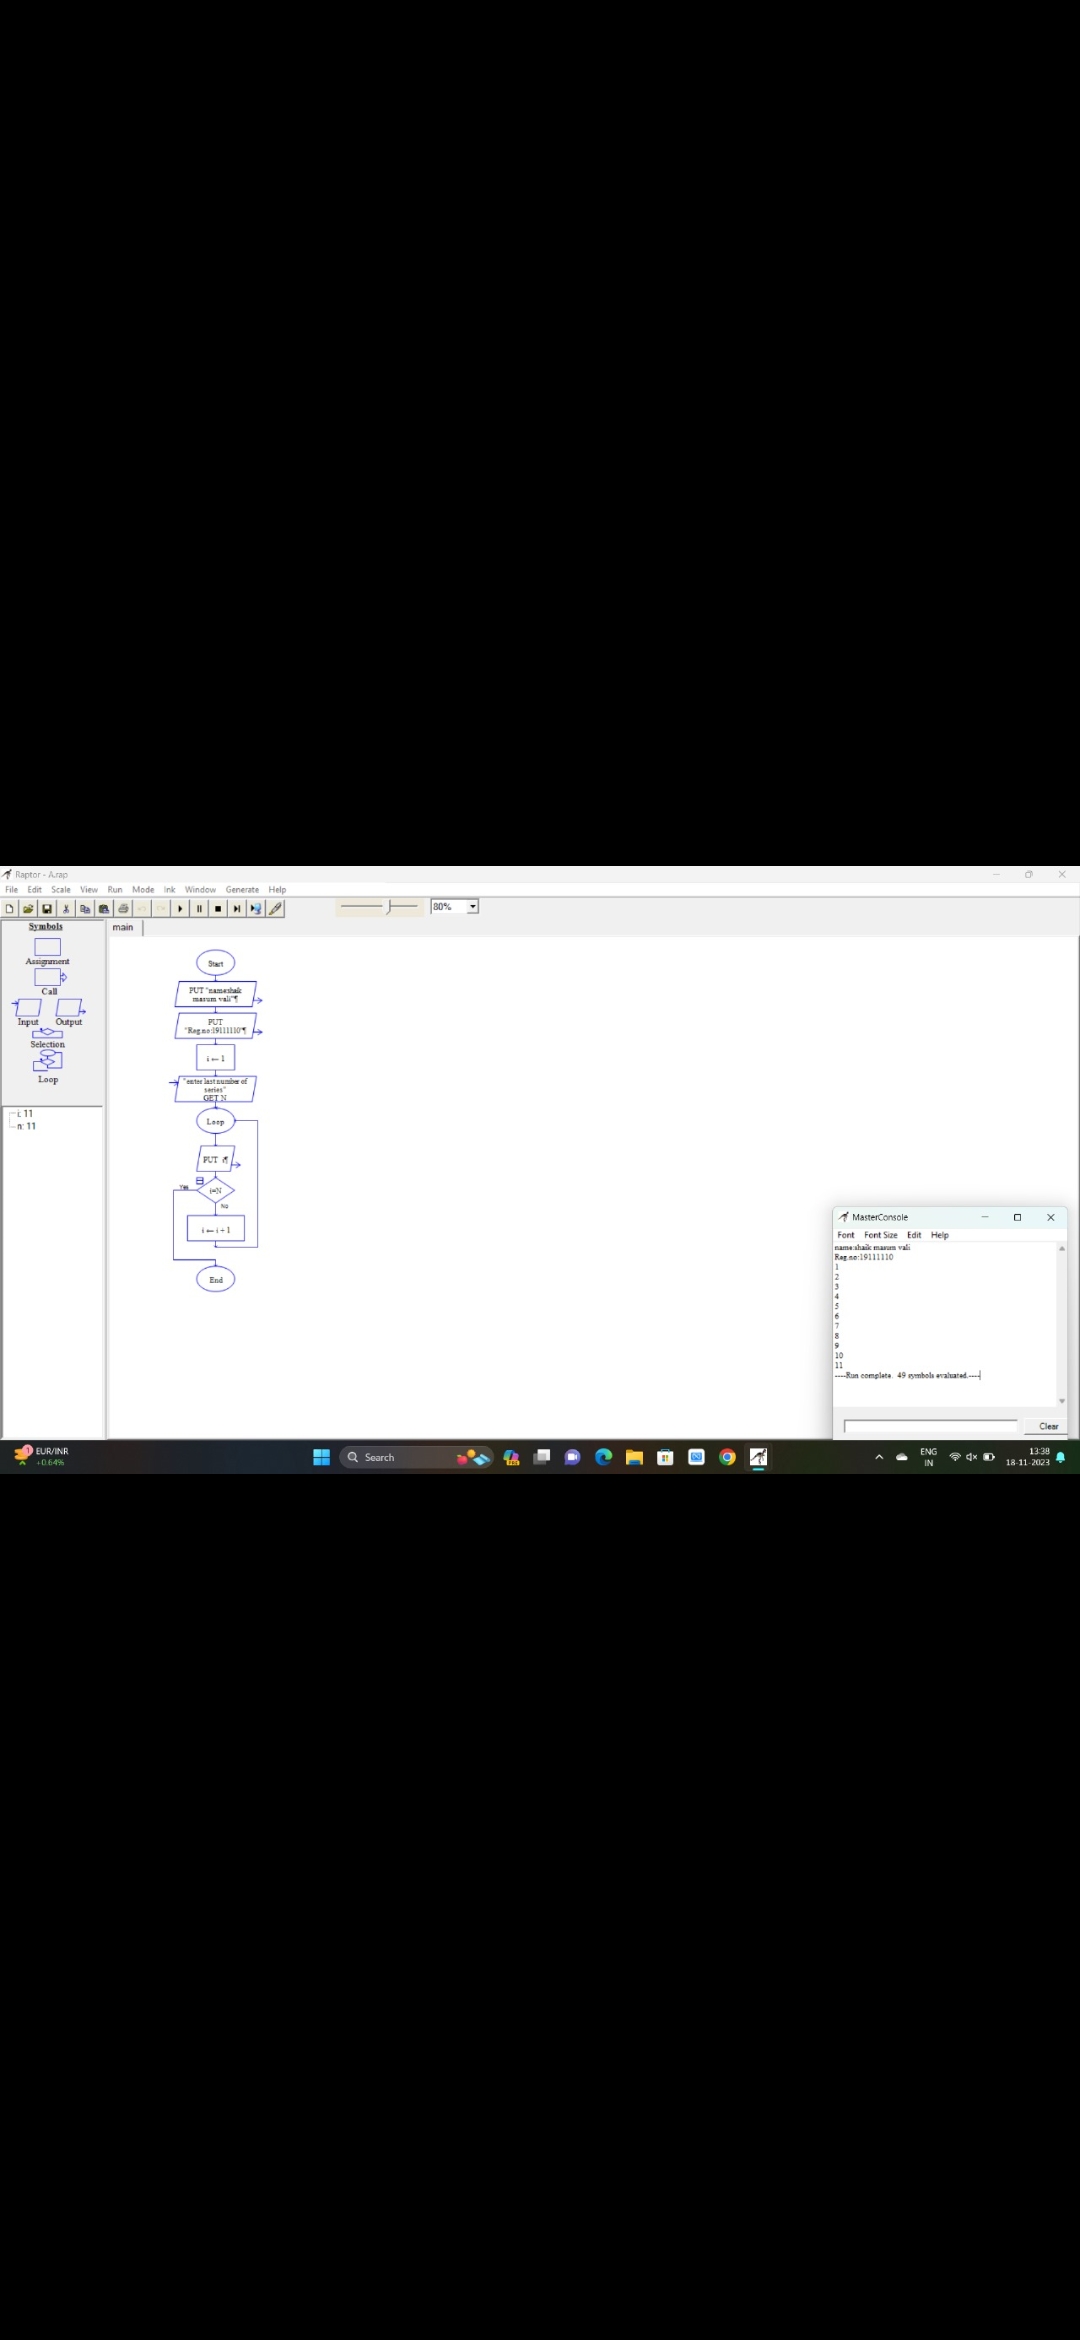 Raptor - A.rap
File Edit Scale View Run Mode Ink Window Generate Help
80%
Symbols
main
Assignment
Call
Input Output
Selection
Loop
i: 11
n: 11
Start
PUT "name:shaik
masum vali"¶
PUT
"Reg.no:19111110"¶
i ← 1
"enter last number of
series"
GET N
Loop
PUT i¶
Yes
i=N
No
i ← i + 1
End
MasterConsole
Font Font Size Edit Help
name:shaik masum vali
Reg.no:19111110
1
2
3
4
5
6
7
8
9
10
11
----Run complete. 49 symbols evaluated.----
Clear
1
EUR/INR
+0.64%
Search
ENG
IN
13:38
18-11-2023